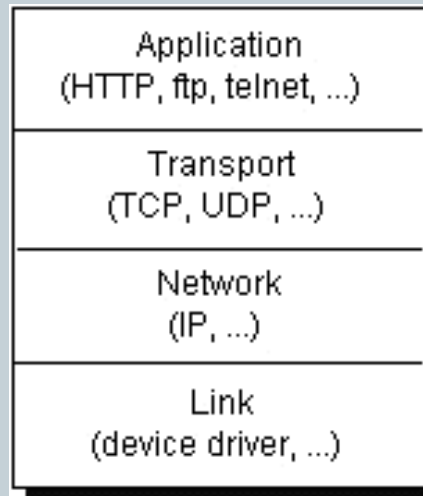 Application
(HTTP, ftp, telnet, ...)
Transport
(TCP, UDP, ...)
Network
(IP, ...)
Link
(device driver, ...)